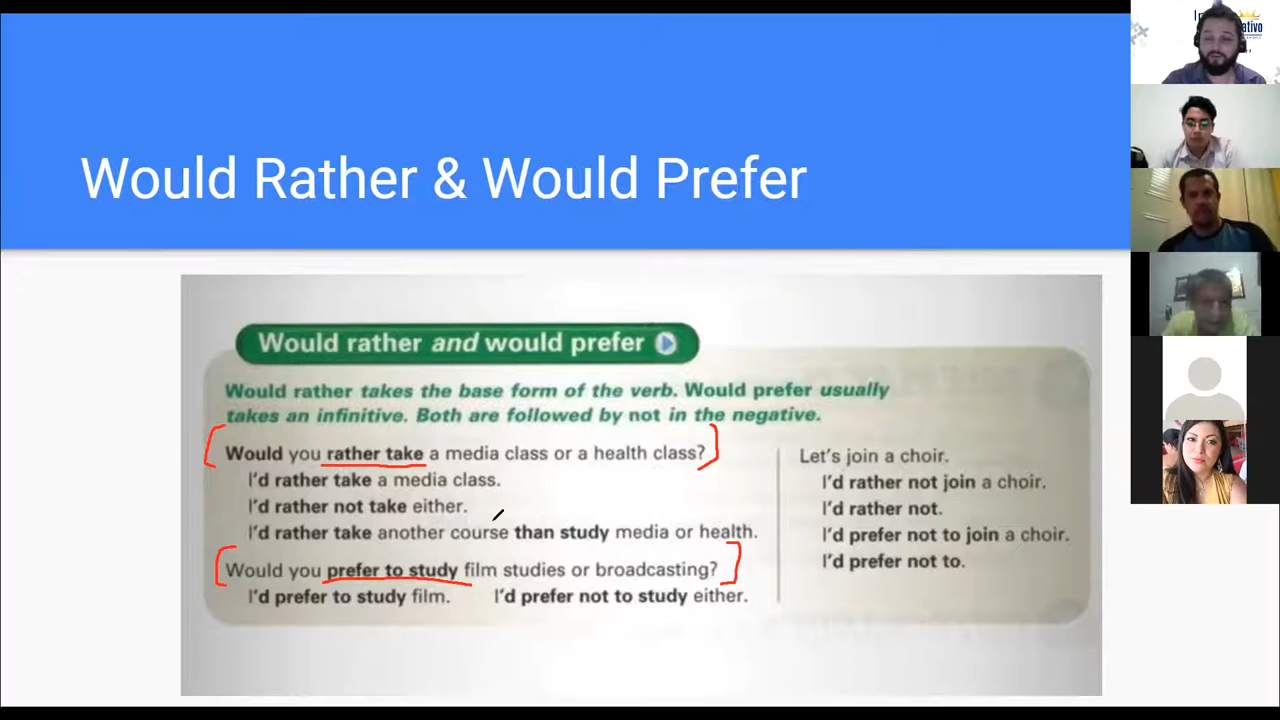 Would Rather & Would Prefer
Would rather and would prefer
Would rather takes the base form of the verb. Would prefer usually
takes an infinitive. Both are followed by not in the negative.
Would you rather take a media class or a health class?
I'd rather take a media class.
I'd rather not take either.
I'd rather take another course than study media or health.
Would you prefer to study film studies or broadcasting?
I'd prefer to study film. I'd prefer not to study either.
Let's join a choir.
I'd rather not join a choir.
I'd rather not.
I'd prefer not to join a choir.
I'd prefer not to.